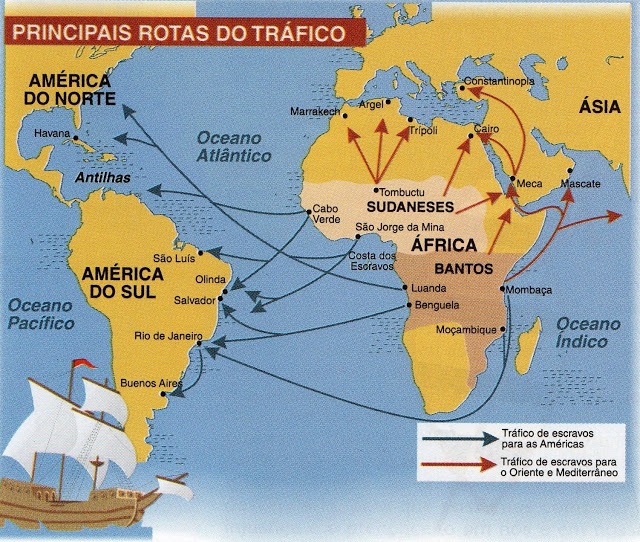 PRINCIPAIS ROTAS DO TRÁFICO
AMÉRICA
DO NORTE
Havana
Antilhas
Oceano
Atlântico
Constantinopla
ÁSIA
Marrakech
Argel
Trípoli
Cairo
Meca
Mascate
Tombuctu
SUDANESES
Cabo
Verde
São Jorge da Mina
ÁFRICA
Costa dos
Escravos
BANTOS
São Luís
AMÉRICA
DO SUL
Olinda
Salvador
Luanda
Benguela
Mombaça
Oceano
Pacífico
Rio de Janeiro
Moçambique
Oceano
Índico
Buenos Aires
Tráfico de escravos
para as Américas
Tráfico de escravos para
o Oriente e Mediterrâneo